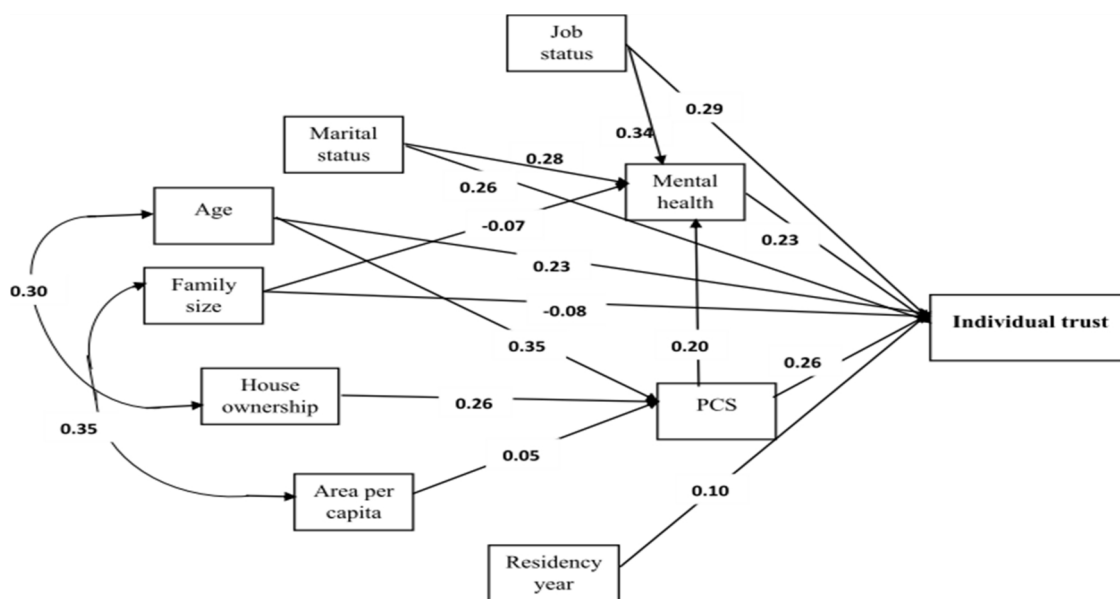 Job
status
0.29
0.34
Marital
status
0.28
0.26
Mental
health
Age
-0.07
0.23
0.23
Family
size
0.30
-0.08
Individual trust
0.35
0.20
0.26
House
ownership
0.26
PCS
0.35
0.05
Area per
capita
0.10
Residency
year